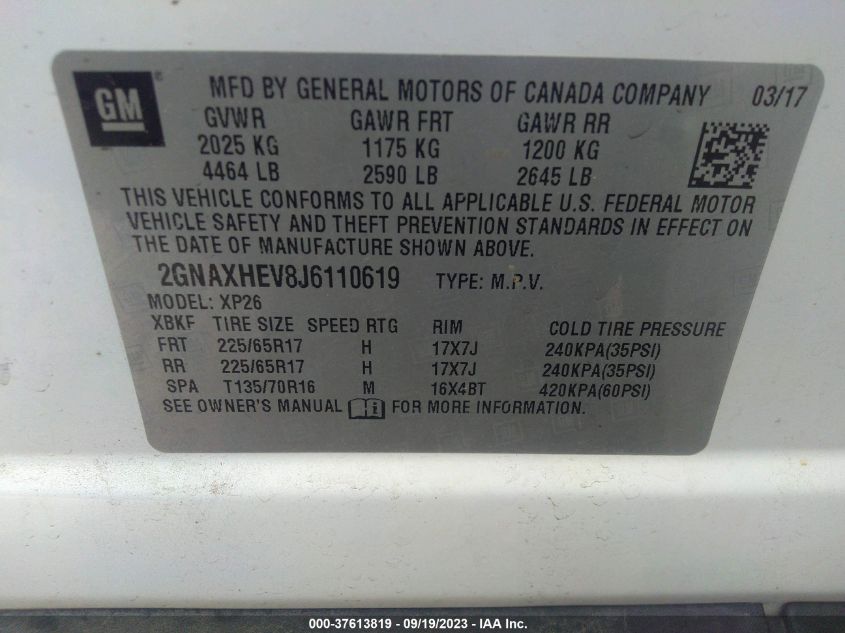 GM ® MFD BY GENERAL MOTORS OF CANADA COMPANY 03/17
GVWR GAWR FRT GAWR RR
2025 KG 1175 KG 1200 KG
4464 LB 2590 LB 2645 LB
THIS VEHICLE CONFORMS TO ALL APPLICABLE U.S. FEDERAL MOTOR
VEHICLE SAFETY AND THEFT PREVENTION STANDARDS IN EFFECT ON
THE DATE OF MANUFACTURE SHOWN ABOVE.
2GNAXHEV8J6110619 TYPE: M.P.V.
MODEL: XP26
XBKF TIRE SIZE SPEED RTG RIM COLD TIRE PRESSURE
FRT 225/65R17 H 17X7J 240KPA(35PSI)
RR 225/65R17 H 17X7J 240KPA(35PSI)
SPA T135/70R16 M 16X4BT 420KPA(60PSI)
SEE OWNER'S MANUAL FOR MORE INFORMATION.
000-37613819 - 09/19/2023 - IAA Inc.